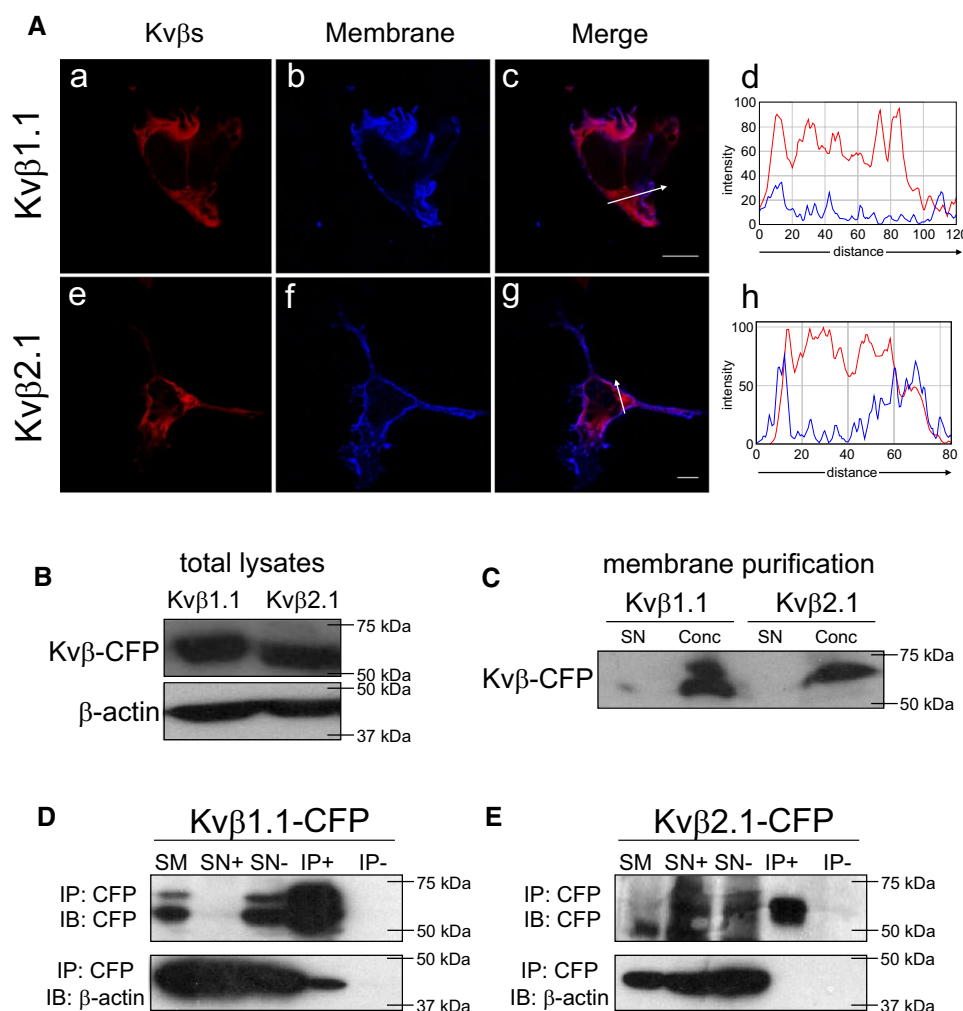 A
Kvβs Membrane Merge
Kvβ1.1
a b c d
intensity
100
80
60
40
20
0
0 20 40 60 80 100 120
distance
Kvβ2.1
e f g h
intensity
100
50
0
0 20 40 60 80
distance
B
total lysates
Kvβ1.1 Kvβ2.1
Kvβ-CFP
75 kDa
50 kDa
β-actin
50 kDa
37 kDa
C
membrane purification
Kvβ1.1 Kvβ2.1
SN Conc SN Conc
Kvβ-CFP
75 kDa
50 kDa
D
Kvβ1.1-CFP
SM SN+ SN- IP+ IP-
IP: CFP
IB: CFP
75 kDa
50 kDa
IP: CFP
IB: β-actin
50 kDa
37 kDa
E
Kvβ2.1-CFP
SM SN+ SN- IP+ IP-
IP: CFP
IB: CFP
75 kDa
50 kDa
IP: CFP
IB: β-actin
50 kDa
37 kDa